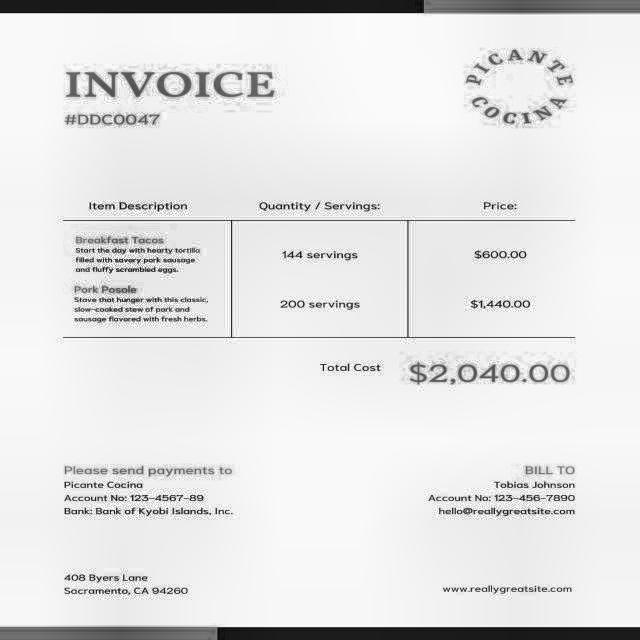 INVOICE
#DDC0047
PICANTE
COCINA
Item Description
Quantity / Servings:
Price:
Breakfast Tacos
Start the day with hearty tortilla
filled with savory pork sausage
and fluffy scrambled eggs.
144 servings
$600.00
Pork Posole
Stave that hunger with this classic,
slow-cooked stew of pork and
sausage flavored with fresh herbs.
200 servings
$1,440.00
Total Cost
$2,040.00
Please send payments to
Picante Cocina
Account No: 123-4567-89
Bank: Bank of Kyobi Islands, Inc.
BILL TO
Tobias Johnson
Account No: 123-456-7890
hello@reallygreatsite.com
408 Byers Lane
Sacramento, CA 94260
www.reallygreatsite.com